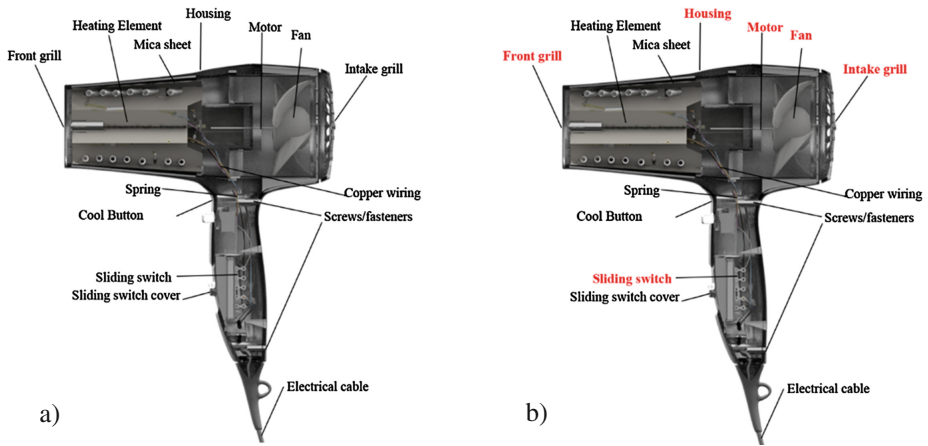 Housing
Heating Element
Motor
Fan
Mica sheet
Front grill
Intake grill
Spring
Copper wiring
Cool Button
Screws/fasteners
Sliding switch
Sliding switch cover
Electrical cable
a)
Housing
Heating Element
Motor
Fan
Mica sheet
Front grill
Intake grill
Spring
Copper wiring
Cool Button
Screws/fasteners
Sliding switch
Sliding switch cover
Electrical cable
b)